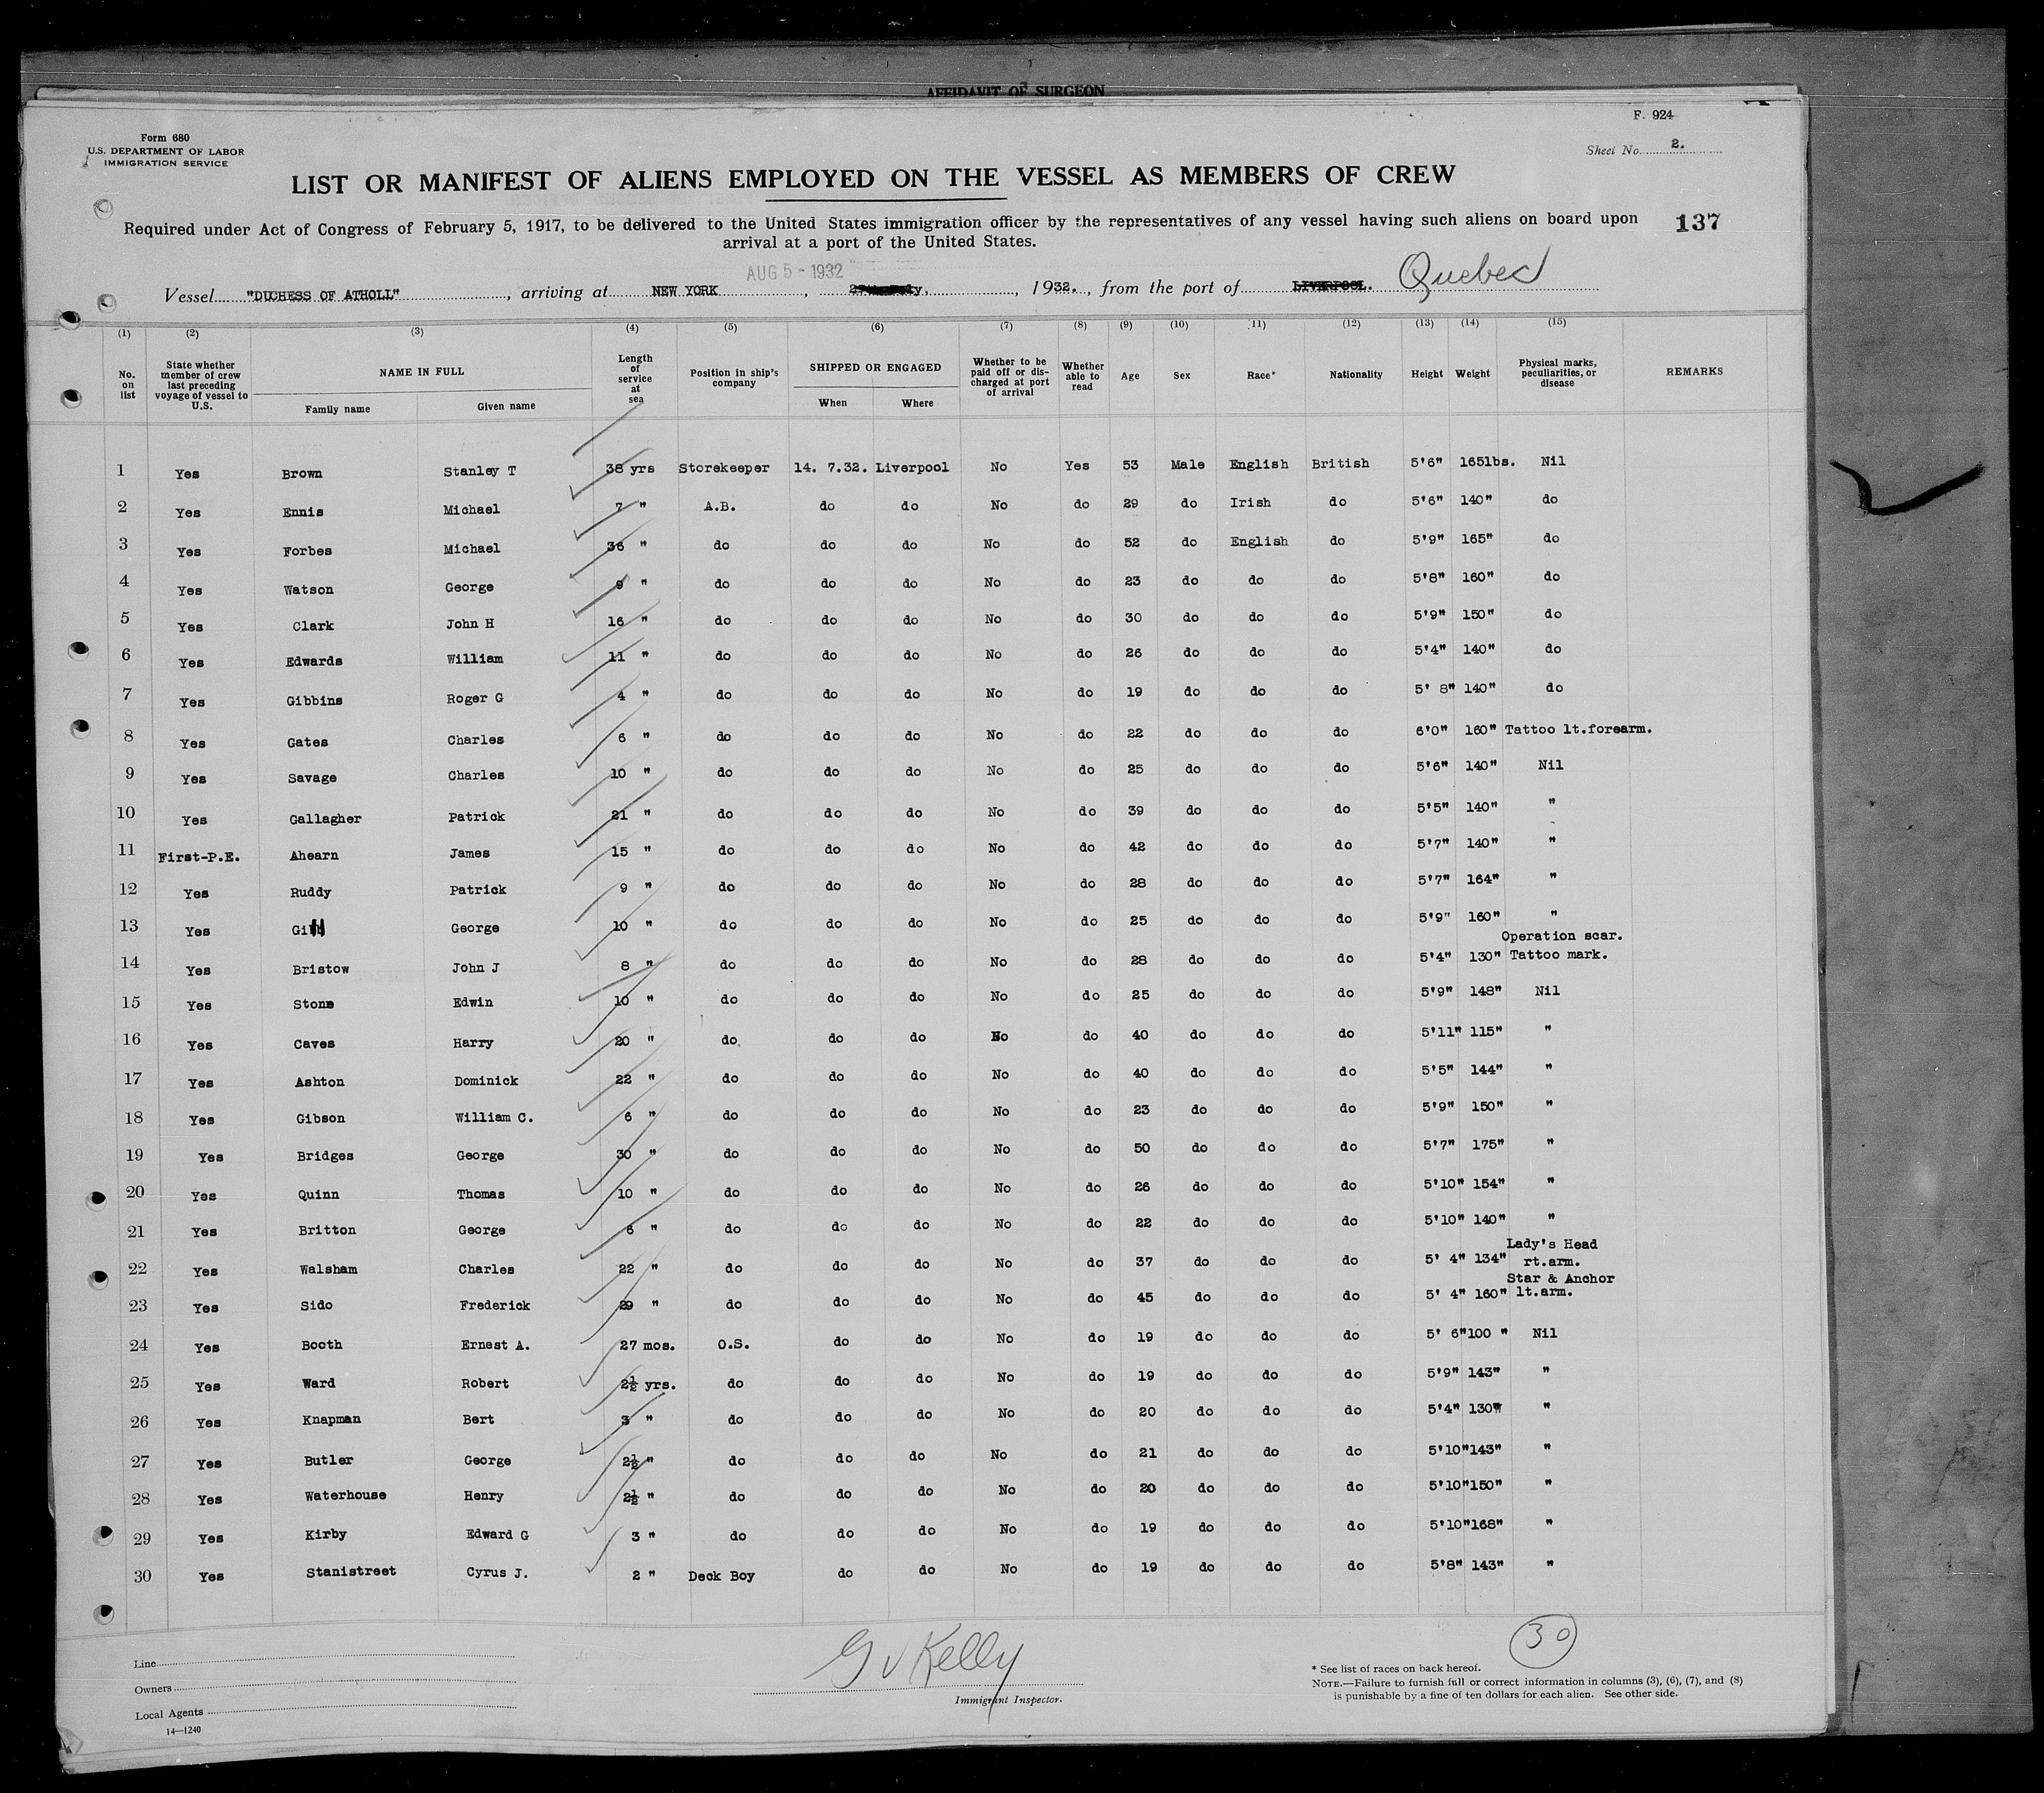 AFFIDAVIT OF SURGEON
F. 924
Form 680
U.S. DEPARTMENT OF LABOR
IMMIGRATION SERVICE
Sheet No. 2.
LIST OR MANIFEST OF ALIENS EMPLOYED ON THE VESSEL AS MEMBERS OF CREW
Required under Act of Congress of February 5, 1917, to be delivered to the United States immigration officer by the representatives of any vessel having such aliens on board upon
arrival at a port of the United States.
137
AUG 5 - 1932
Vessel "DUCHESS OF ATHOLL", arriving at NEW YORK, 1932., from the port of LIVERPOOL. Quebec
(1) (2) (3) (4) (5) (6) (7) (8) (9) (10) (11) (12) (13) (14) (15)
No. on list
State whether member of crew last preceding voyage of vessel to U.S.
NAME IN FULL
Family name
Given name
Length of service at sea
Position in ship's company
SHIPPED OR ENGAGED
When
Where
Whether to be paid off or discharged at port of arrival
Whether able to read
Age
Sex
Race*
Nationality
Height
Weight
Physical marks, peculiarities, or disease
REMARKS
1 Yes Brown Stanley T 38 yrs Storekeeper 14. 7.32. Liverpool No Yes 53 Male English British 5'6" 165lbs. Nil
2 Yes Ennis Michael 7 " A.B. do do No do 29 do Irish do 5'6" 140" do
3 Yes Forbes Michael 36 " do do do No do 52 do English do 5'9" 165" do
4 Yes Watson George 9 " do do do No do 23 do do do 5'8" 160" do
5 Yes Clark John H 16 " do do do No do 30 do do do 5'9" 150" do
6 Yes Edwards William 11 " do do do No do 26 do do do 5'4" 140" do
7 Yes Gibbins Roger G 4 " do do do No do 19 do do do 5' 8" 140" do
8 Yes Gates Charles 6 " do do do No do 22 do do do 6'0" 160" Tattoo lt.forearm.
9 Yes Savage Charles 10 " do do do No do 25 do do do 5'6" 140" Nil
10 Yes Gallagher Patrick 21 " do do do No do 39 do do do 5'5" 140" "
11 First-P.E. Ahearn James 15 " do do do No do 42 do do do 5'7" 140" "
12 Yes Ruddy Patrick 9 " do do do No do 28 do do do 5'7" 164" "
13 Yes George 10 " do do do No do 25 do do do 5'9" 160" "
Operation scar.
14 Yes Bristow John J 8 " do do do No do 28 do do do 5'4" 130" Tattoo mark.
15 Yes Stone Edwin 10 " do do do No do 25 do do do 5'9" 148" Nil
16 Yes Caves Harry 20 " do. do do No do 40 do do do 5'11" 115" "
17 Yes Ashton Dominick 22 " do do do No do 40 do do do 5'5" 144" "
18 Yes Gibson William C. 6 " do do do No do 23 do do do 5'9" 150" "
19 Yes Bridges George 30 " do do do No do 50 do do do 5'7" 175" "
20 Yes Quinn Thomas 10 " do do do No do 26 do do do 5'10" 154" "
21 Yes Britton George 6 " do do do No do 22 do do do 5'10" 140" "
Lady's Head
22 Yes Walsham Charles 22 " do do do No do 37 do do do 5' 4" 134" rt.arm.
Star & Anchor
23 Yes Sido Frederick 29 " do do do No do 45 do do do 5' 4" 160" lt.arm.
24 Yes Booth Ernest A. 27 mos. O.S. do do No do 19 do do do 5' 6" 100 " Nil
25 Yes Ward Robert 2½ yrs. do do do No do 19 do do do 5'9" 143" "
26 Yes Knapman Bert 3 " do do do No do 20 do do do 5'4" 130" "
27 Yes Butler George 2½ " do do do No do 21 do do do 5'10" 143" "
28 Yes Waterhouse Henry 2½ " do do do No do 20 do do do 5'10" 150" "
29 Yes Kirby Edward G 3 " do do do No do 19 do do do 5'10" 168" "
30 Yes Stanistreet Cyrus J. 2 " Deck Boy do do No do 19 do do do 5'8" 143" "
30
Line
Owners
Local Agents
14—1240
G V Kelly
Immigrant Inspector.
* See list of races on back hereof.
NOTE.—Failure to furnish full or correct information in columns (3), (6), (7), and (8)
is punishable by a fine of ten dollars for each alien. See other side.